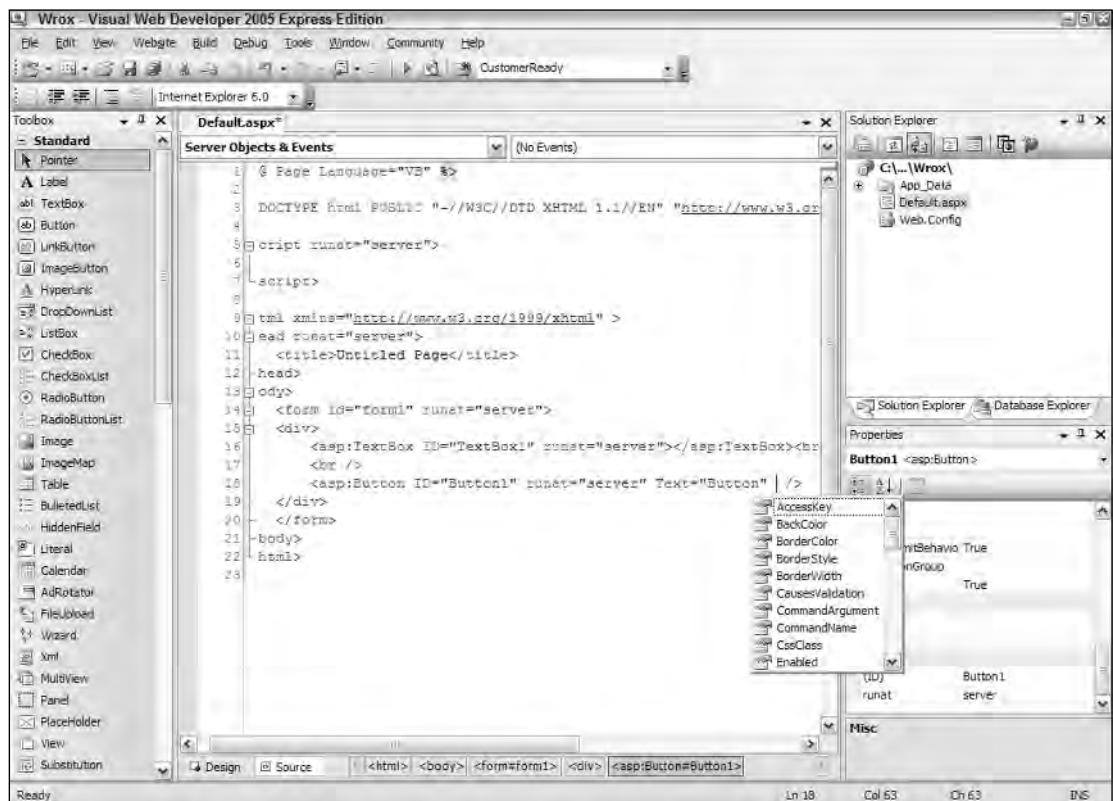 Wrox - Visual Web Developer 2005 Express Edition
File Edit View Website Build Debug Tools Window Community Help
CustomerReady
Internet Explorer 6.0
Toolbox
Standard
Pointer
Label
TextBox
Button
LinkButton
ImageButton
HyperLink
DropDownList
ListBox
CheckBox
CheckBoxList
RadioButton
RadioButtonList
Image
ImageMap
Table
BulletedList
HiddenField
Literal
Calendar
AdRotator
FileUpload
Wizard
Xml
MultiView
Panel
PlaceHolder
View
Substitution
Default.aspx*
Server Objects & Events (No Events)
1 @ Page Language="VB" %>
2
3 DOCTYPE html PUBLIC "-//W3C//DTD XHTML 1.1//EN" "http://www.w3.or
4
5 cript runat="server">
6
7 script>
8
9 tml xmlns="http://www.w3.org/1999/xhtml" >
10 ead runat="server">
11 <title>Untitled Page</title>
12 head>
13 ody>
14 <form id="form1" runat="server">
15 <div>
16 <asp:TextBox ID="TextBox1" runat="server"></asp:TextBox><br
17 <br />
18 <asp:Button ID="Button1" runat="server" Text="Button" />
19 </div>
20 </form>
21 body>
22 html>
23
AccessKey
BackColor
BorderColor
BorderStyle
BorderWidth
CausesValidation
CommandArgument
CommandName
CssClass
Enabled
Design Source <html> <body> <form#form1> <div> <asp:Button#Button1>
Solution Explorer
C:\...\Wrox\
App_Data
Default.aspx
Web.Config
Solution Explorer Database Explorer
Properties
Button1 <asp:Button>
mitBehavio True
onGroup
True
(ID) Button1
runat server
Misc
Ready Ln 18 Col 63 Ch 63 INS